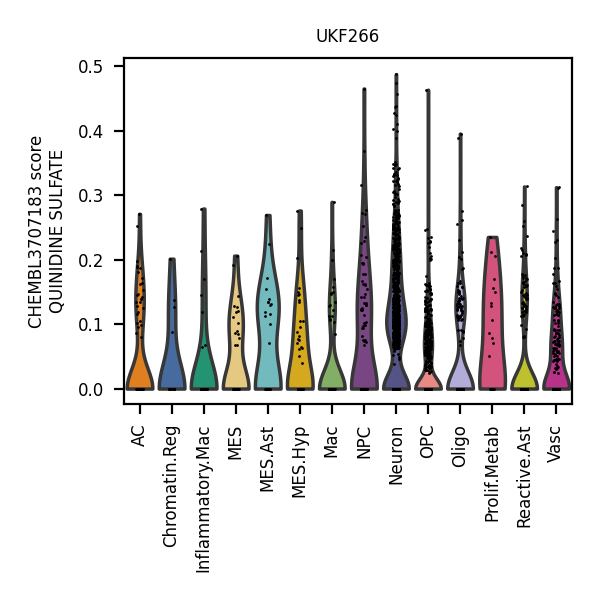 UKF266
CHEMBL3707183 score
QUINIDINE SULFATE
0.5
0.4
0.3
0.2
0.1
0.0
AC
Chromatin.Reg
Inflammatory.Mac
MES
MES.Ast
MES.Hyp
Mac
NPC
Neuron
OPC
Oligo
Prolif.Metab
Reactive.Ast
Vasc